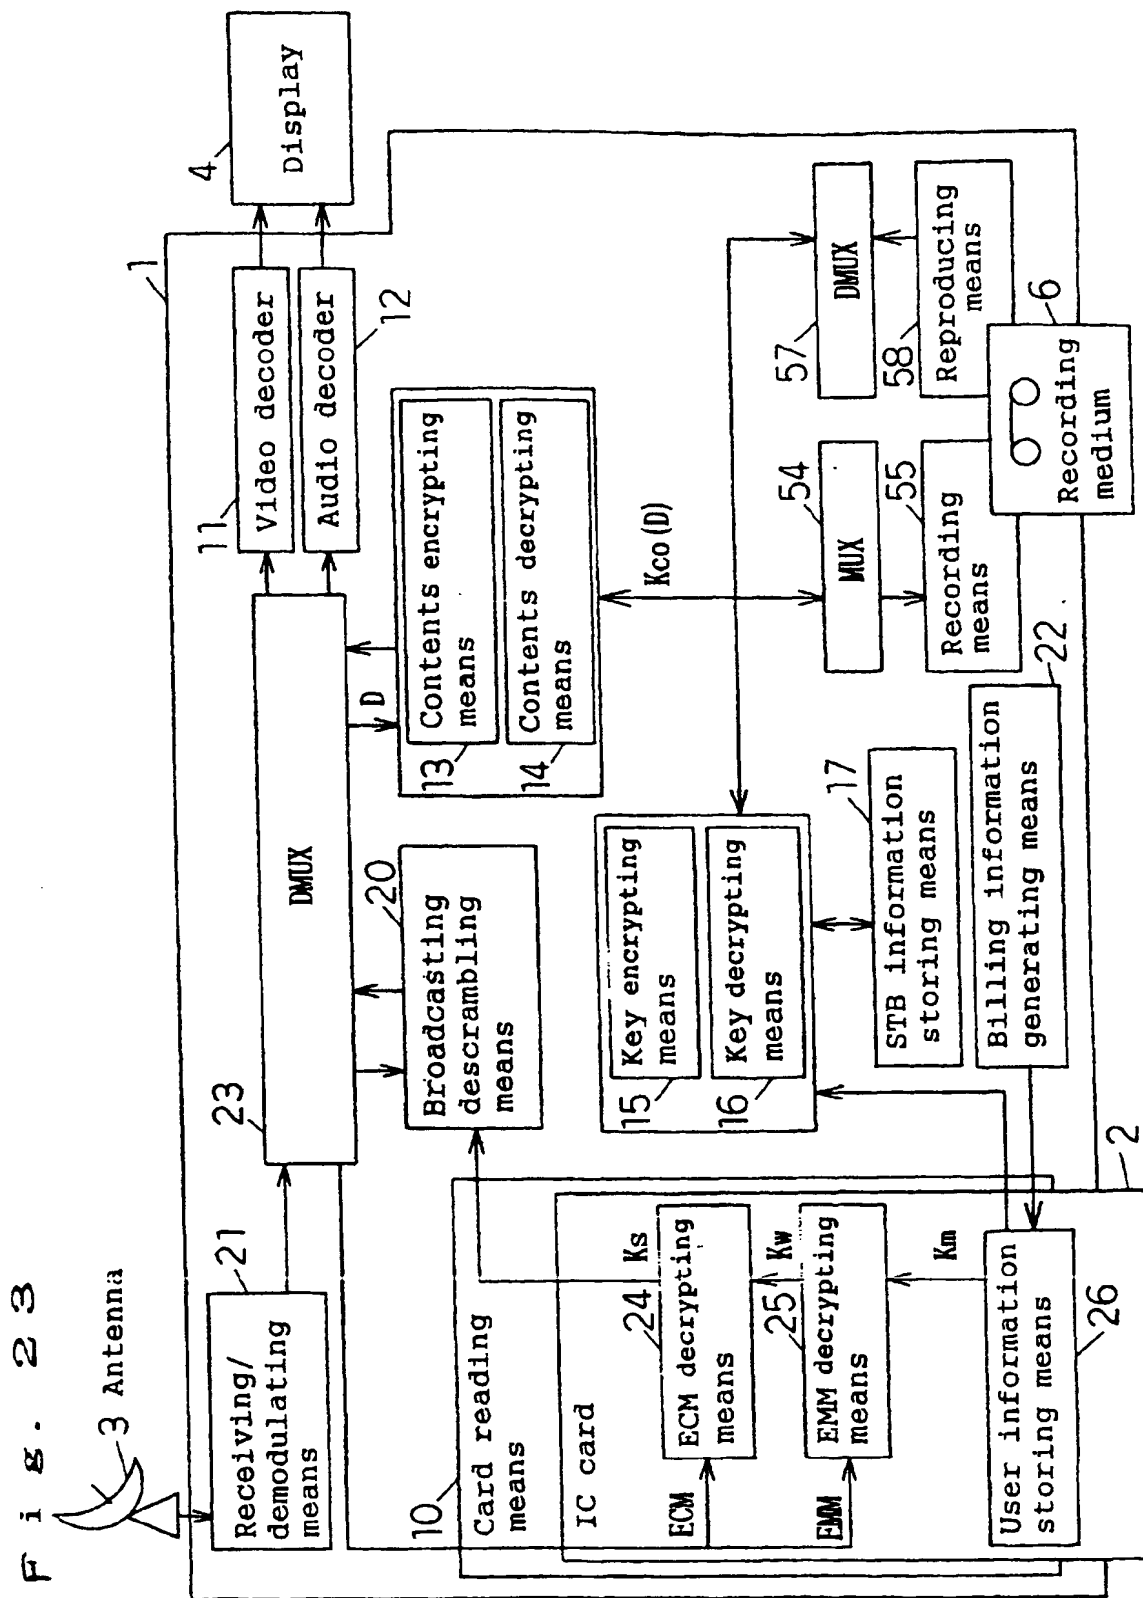 Fig. 23
3 Antenna
21
Receiving/
demodulating
means
23
DMUX
1
11
Video decoder
Audio decoder
12
4
Display
20
Broadcasting
descrambling
means
D
13
Contents encrypting
means
14
Contents decrypting
means
Kco(D)
10
Card reading
means
IC card
ECM
24
ECM decrypting
means
Ks
EMM
25
EMM decrypting
means
Kw
Km
User information
storing means
26
2
15
Key encrypting
means
16
Key decrypting
means
17
STB information
storing means
Billing information
generating means
22
54
MUX
55
Recording
means
57
DMUX
58
Reproducing
means
6
Recording
medium